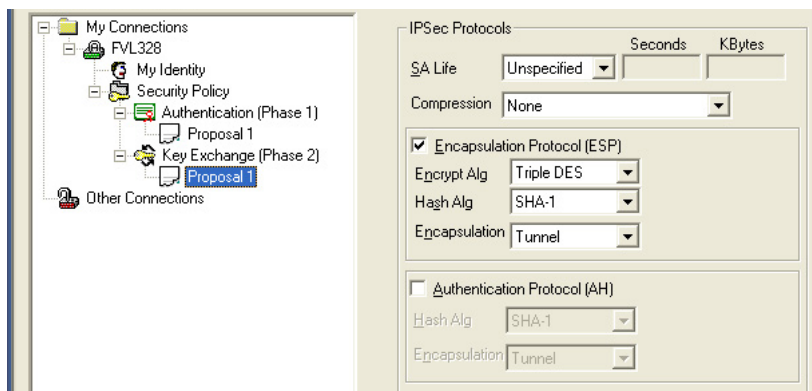 My Connections
FVL328
My Identity
Security Policy
Authentication (Phase 1)
Proposal 1
Key Exchange (Phase 2)
Proposal 1
Other Connections
IPSec Protocols
Seconds KBytes
SA Life Unspecified
Compression None
Encapsulation Protocol (ESP)
Encrypt Alg Triple DES
Hash Alg SHA-1
Encapsulation Tunnel
Authentication Protocol (AH)
Hash Alg SHA-1
Encapsulation Tunnel